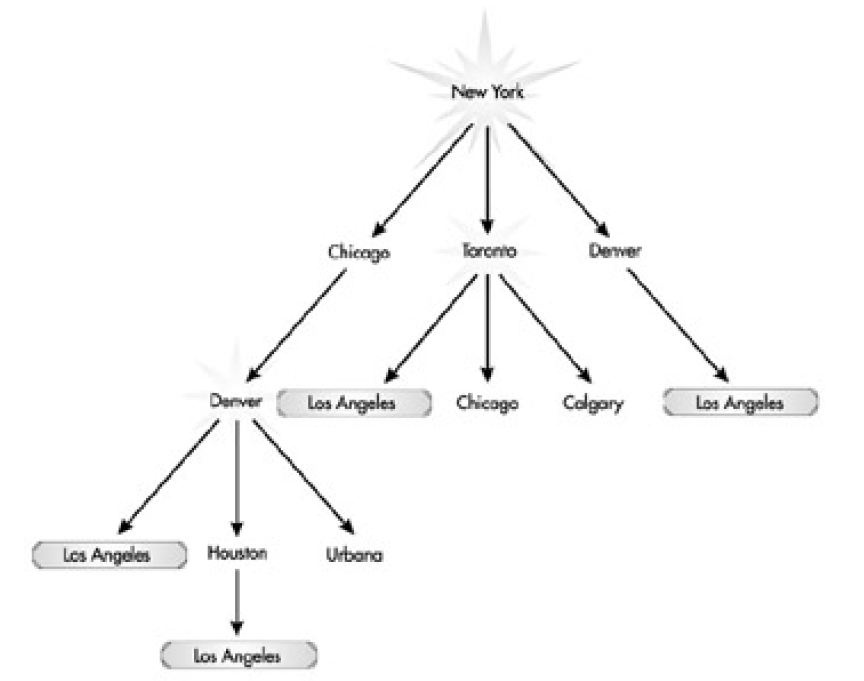 New York
Chicago
Toronto
Denver
Denver
Los Angeles
Chicago
Calgary
Los Angeles
Los Angeles
Houston
Urbana
Los Angeles